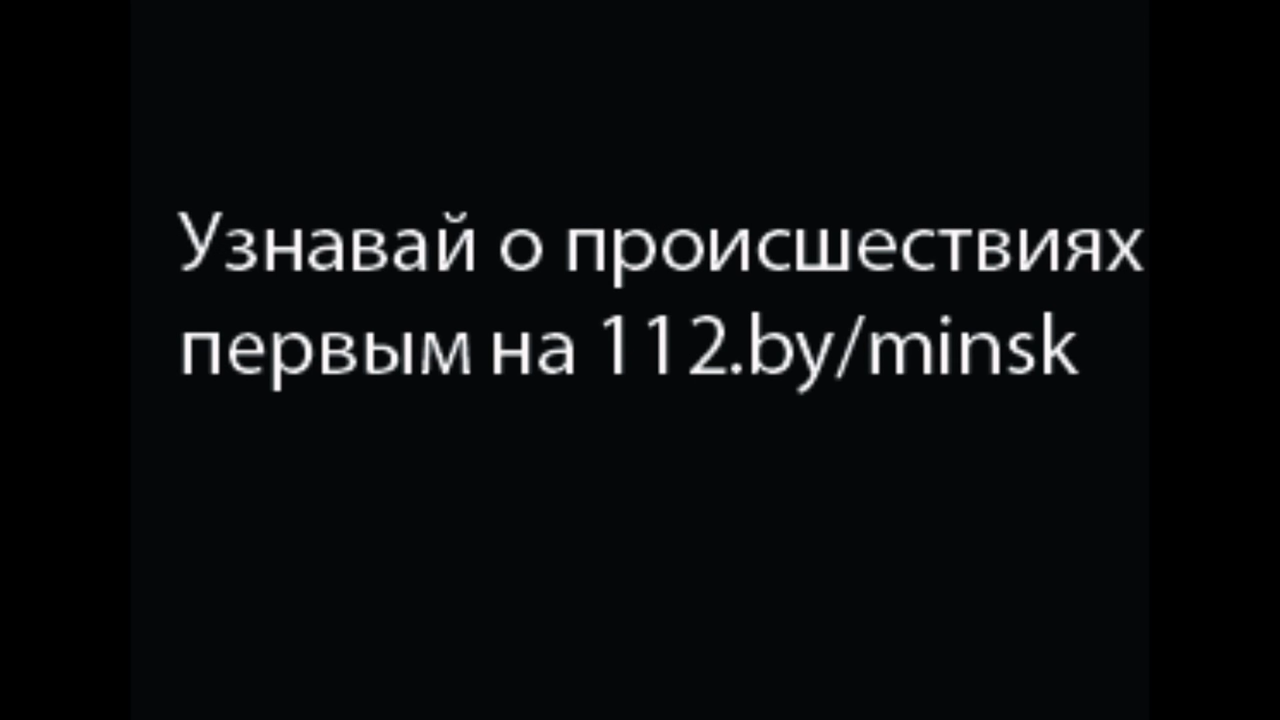 Узнавай о происшествиях
первым на 112.by/minsk